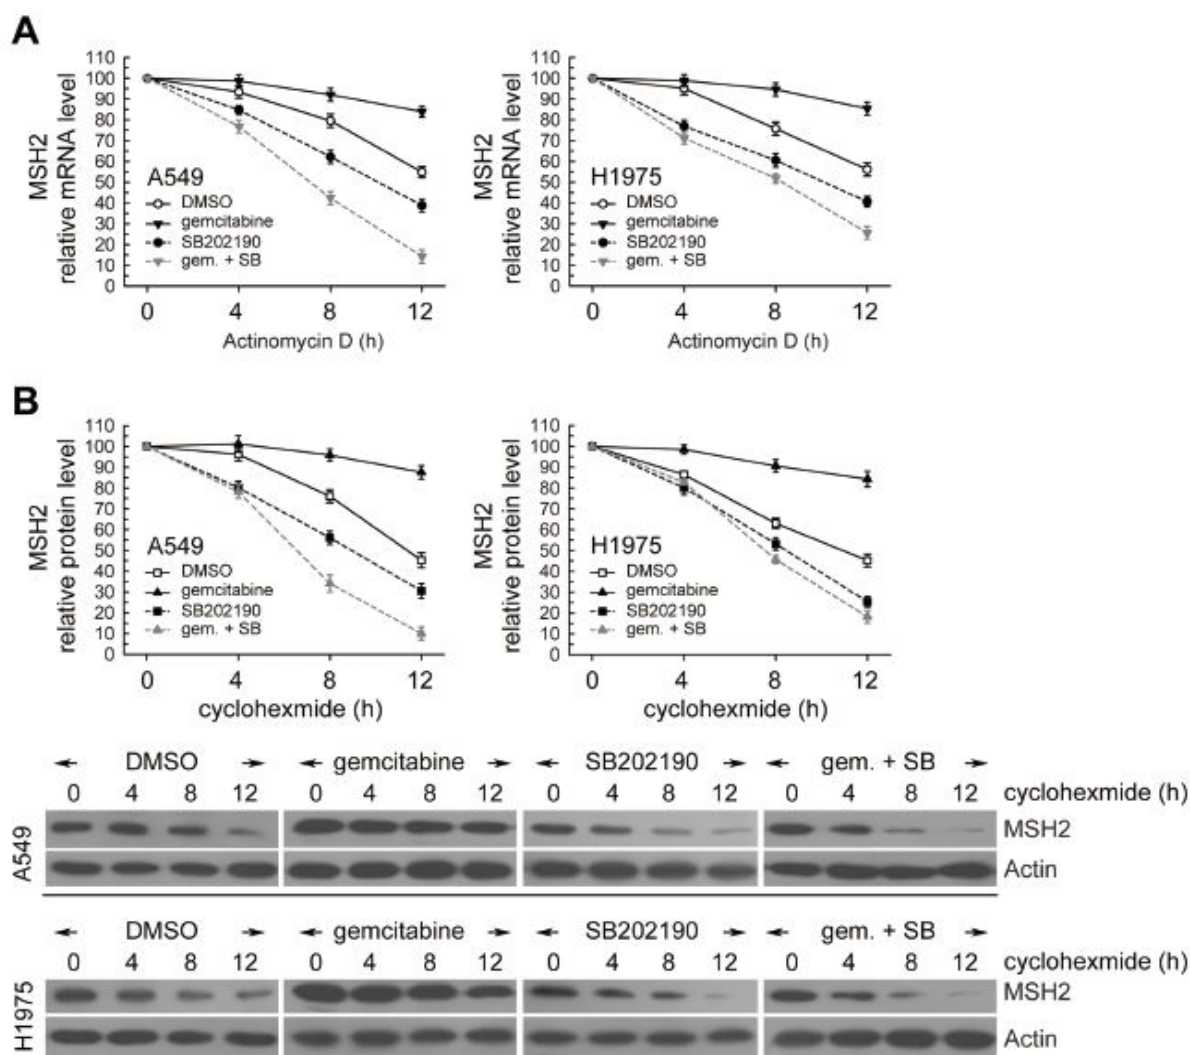 A
MSH2
relative mRNA level
110
100
90
80
70
60
50
40
30
20
10
0
A549
DMSO
gemcitabine
SB202190
gem. + SB
0 4 8 12
Actinomycin D (h)
MSH2
relative mRNA level
110
100
90
80
70
60
50
40
30
20
10
0
H1975
DMSO
gemcitabine
SB202190
gem. + SB
0 4 8 12
Actinomycin D (h)
B
MSH2
relative protein level
110
100
90
80
70
60
50
40
30
20
10
0
A549
DMSO
gemcitabine
SB202190
gem. + SB
0 4 8 12
cyclohexmide (h)
MSH2
relative protein level
110
100
90
80
70
60
50
40
30
20
10
0
H1975
DMSO
gemcitabine
SB202190
gem. + SB
0 4 8 12
cyclohexmide (h)
DMSO gemcitabine SB202190 gem. + SB
0 4 8 12 0 4 8 12 0 4 8 12 0 4 8 12 cyclohexmide (h)
A549
MSH2
Actin
DMSO gemcitabine SB202190 gem. + SB
0 4 8 12 0 4 8 12 0 4 8 12 0 4 8 12 cyclohexmide (h)
H1975
MSH2
Actin